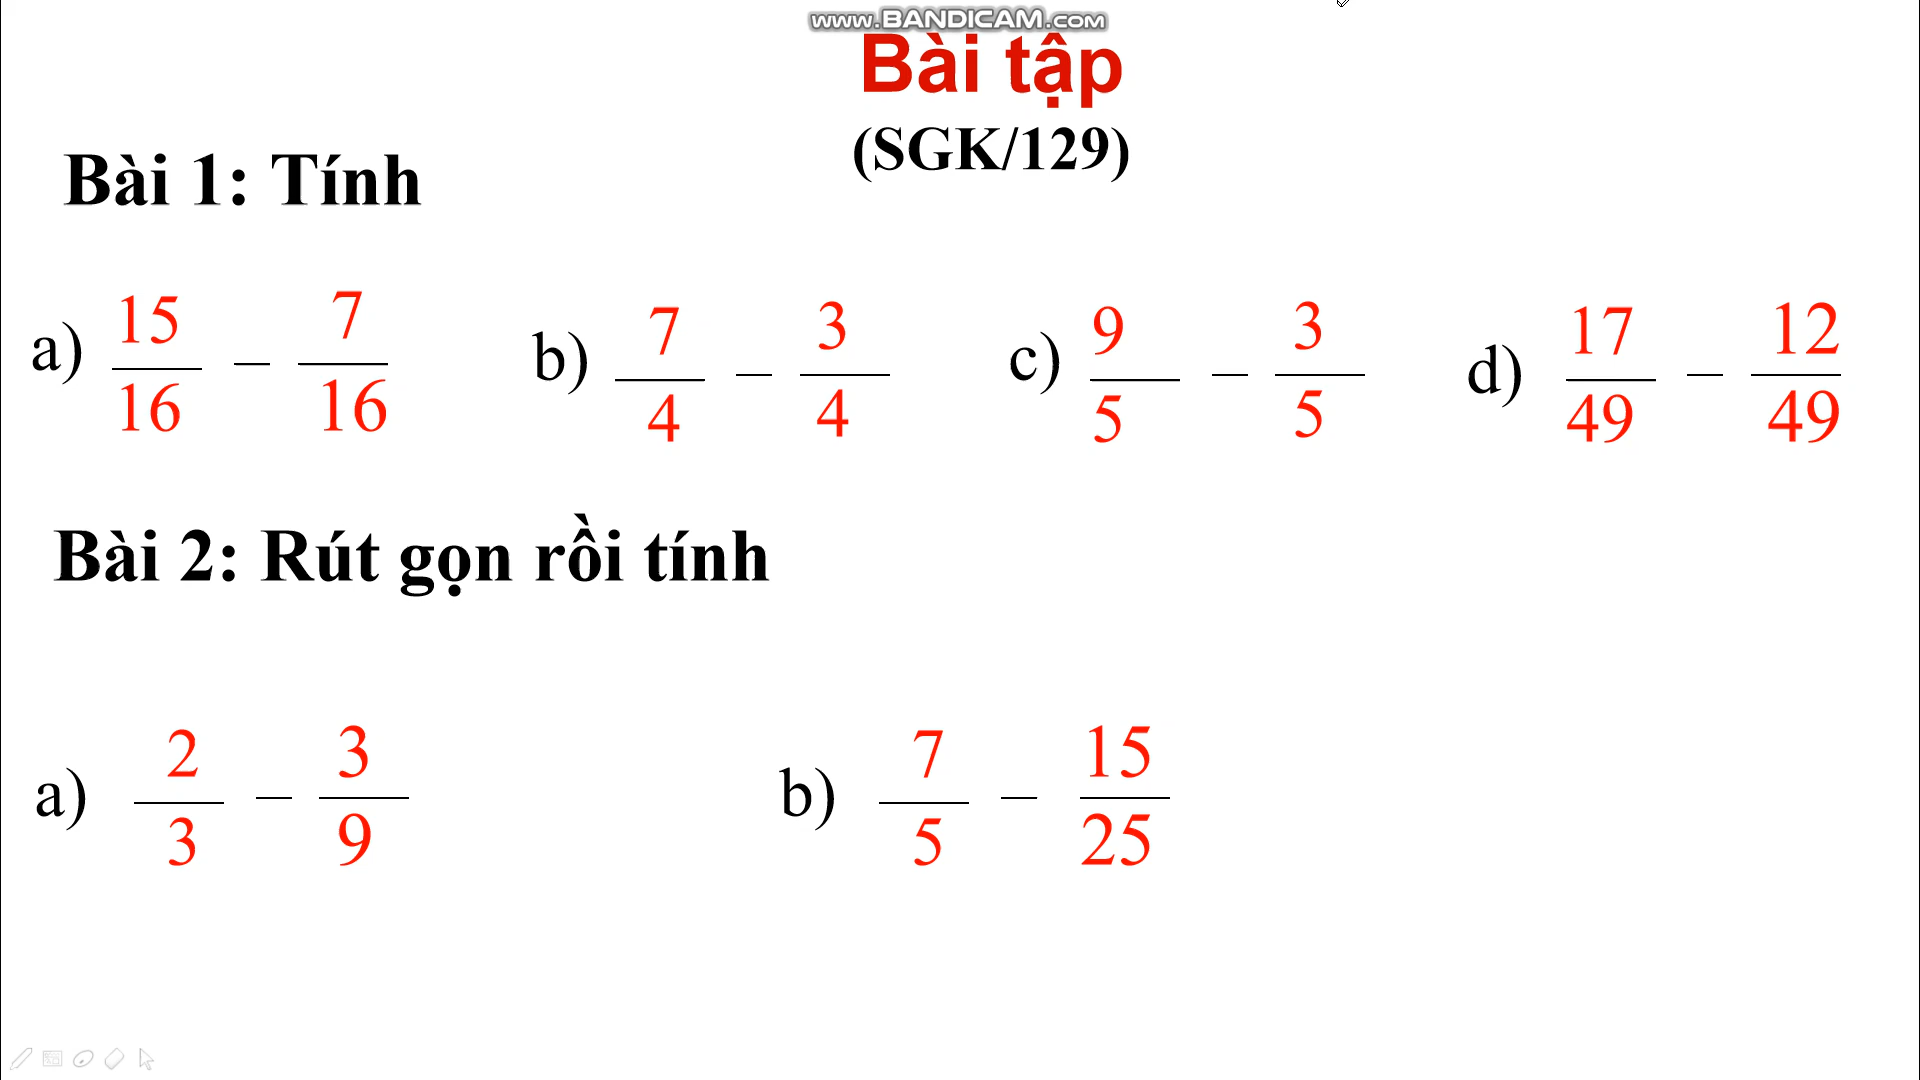 www.BANDICAM.com
Bài tập
(SGK/129)
Bài 1: Tính
a) 15/16 – 7/16 b) 7/4 – 3/4 c) 9/5 – 3/5 d) 17/49 – 12/49
Bài 2: Rút gọn rồi tính
a) 2/3 – 3/9 b) 7/5 – 15/25